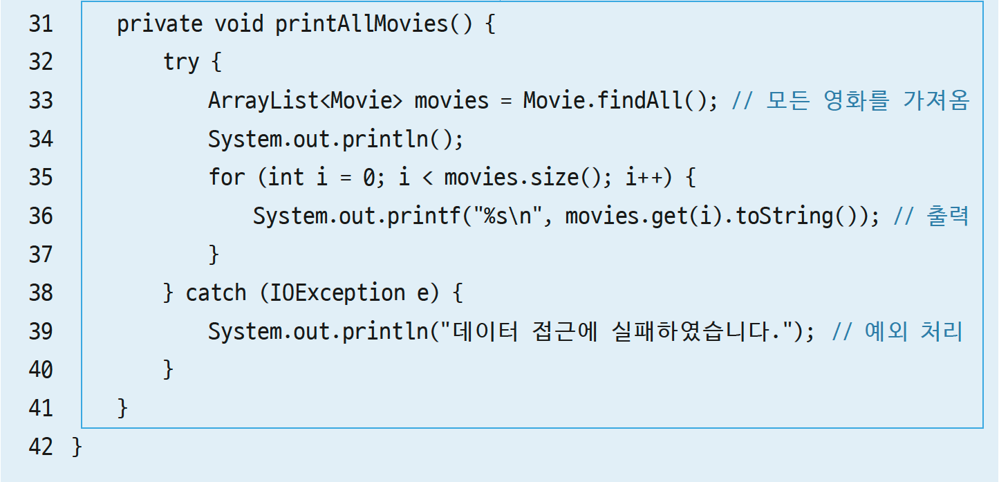 31 private void printAllMovies() {
32 try {
33 ArrayList<Movie> movies = Movie.findAll(); // 모든 영화를 가져옴
34 System.out.println();
35 for (int i = 0; i < movies.size(); i++) {
36 System.out.printf("%s\n", movies.get(i).toString()); // 출력
37 }
38 } catch (IOException e) {
39 System.out.println("데이터 접근에 실패하였습니다."); // 예외 처리
40 }
41 }
42 }